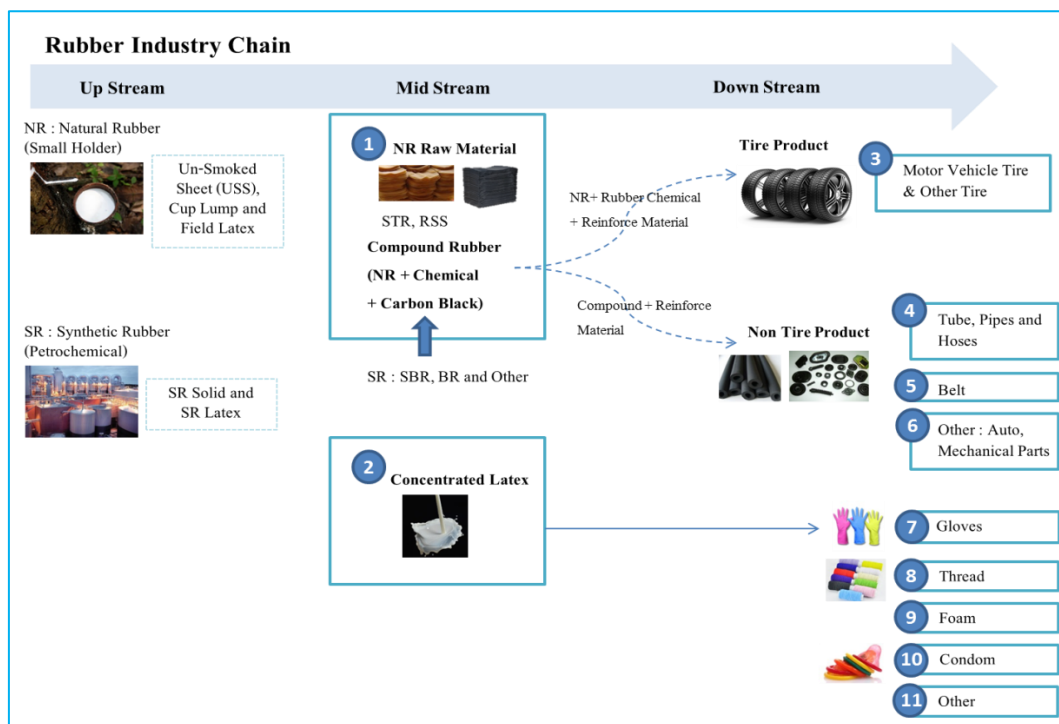 Rubber Industry Chain
Up Stream
Mid Stream
Down Stream
NR : Natural Rubber
(Small Holder)
Un-Smoked
Sheet (USS),
Cup Lump and
Field Latex
SR : Synthetic Rubber
(Petrochemical)
SR Solid and
SR Latex
1
NR Raw Material
STR, RSS
Compound Rubber
(NR + Chemical
+ Carbon Black)
SR : SBR, BR and Other
2
Concentrated Latex
NR+ Rubber Chemical
+ Reinforce Material
Compound + Reinforce
Material
Tire Product
3
Motor Vehicle Tire
& Other Tire
Non Tire Product
4
Tube, Pipes and
Hoses
5
Belt
6
Other : Auto,
Mechanical Parts
7
Gloves
8
Thread
9
Foam
10
Condom
11
Other